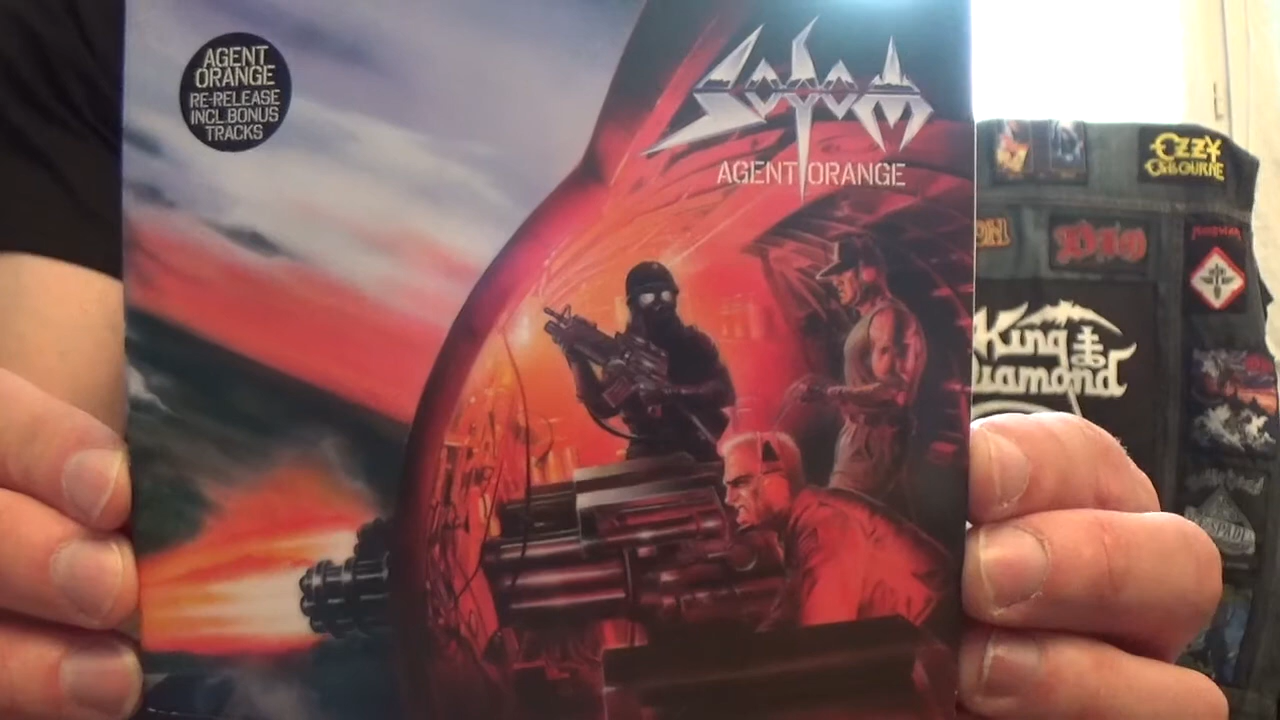 AGENT
ORANGE
RE-RELEASE
INCL.BONUS
TRACKS
SODOM
AGENT ORANGE
OZZY
OSBOURNE
DIO
King
Diamond